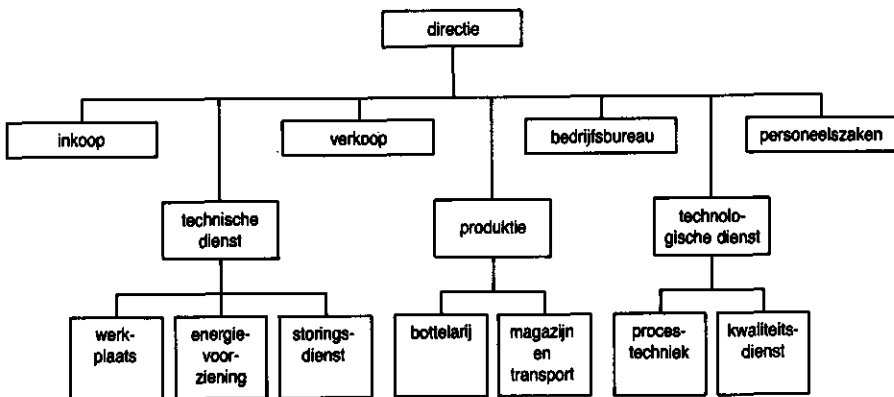 directie
inkoop
verkoop
bedrijfsbureau
personeelszaken
technische
dienst
produktie
technolo-
gische dienst
werk-
plaats
energie-
voor-
ziening
storings-
dienst
bottelarij
magazijn
en
transport
proces-
techniek
kwaliteits-
dienst